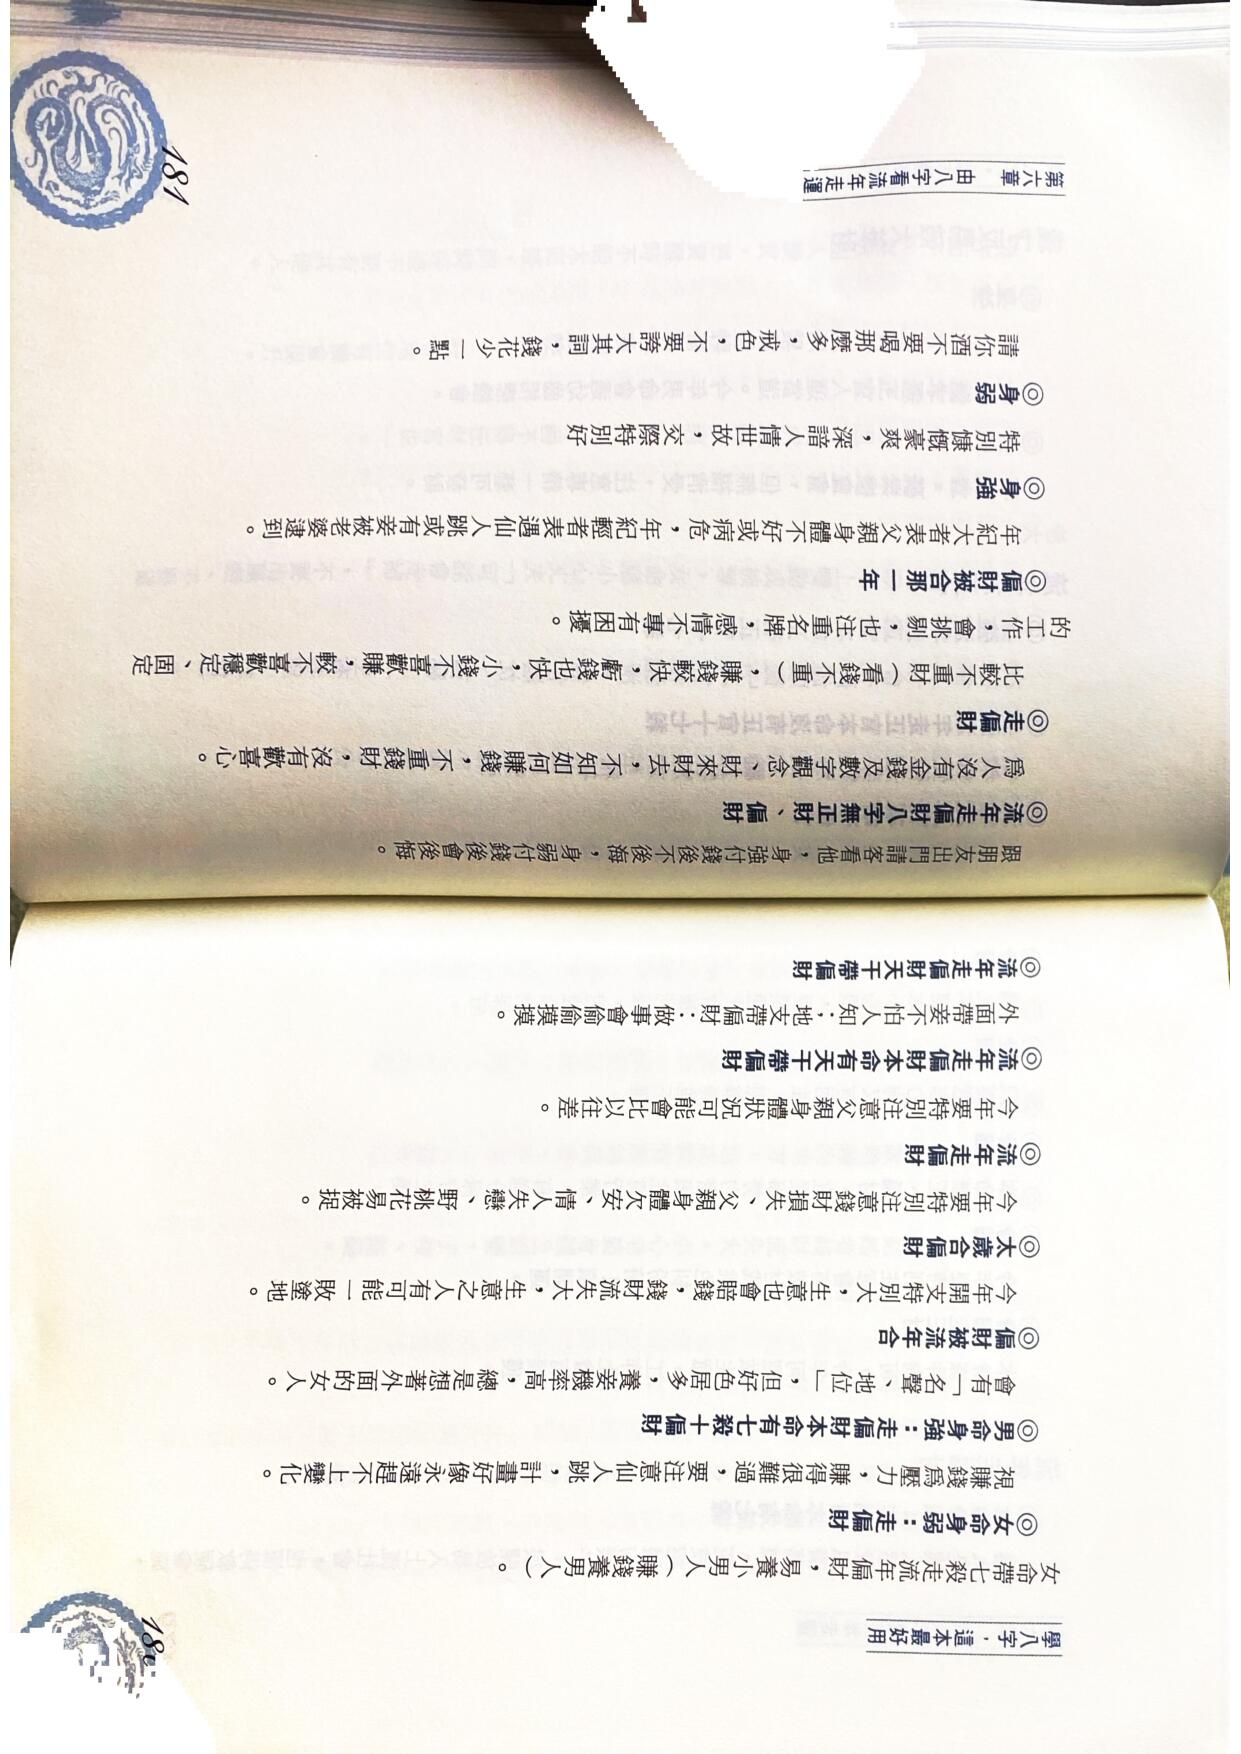 學八字，這本最好用
女命帶七殺走流年偏財，易養小男人（賺錢養男人）。
◎女命身弱：走偏財
視賺錢爲壓力，賺得很難過，要注意仙人跳，計畫好像永遠趕不上變化。
◎男命身強：走偏財本命有七殺十偏財
會有「名聲、地位」，但好色居多，養妾機率高，總是想著外面的女人。
◎偏財被流年合
今年開支特別大，生意也會賠錢，錢財流失大，生意之人有可能一敗塗地。
◎太歲合偏財
今年要特別注意錢財損失、父親身體欠安、情人失戀、野桃花易被捉。
◎流年走偏財
今年要特別注意父親身體狀況可能會比以往差。
◎流年走偏財本命有天干帶偏財
外面帶妾不怕人知；地支帶偏財：做事會偷偷摸摸。
◎流年走偏財天干帶偏財
跟朋友出門請客看他，身強付錢後不後海，身弱付錢後會後悔。
◎流年走偏財八字無正財、偏財
爲人沒有金錢及數字觀念、財來財去，不知如何賺錢，不重錢財，沒有歡喜心。
◎走偏財
比較不重財（看錢不重），賺錢較快，虧錢也快，小錢不喜歡賺，較不喜歡穩定、固定
的工作，會挑剔，也注重名牌，感情不專有困擾。
◎偏財被合那一年
年紀大者表父親身體不好或病危，年紀輕者表遇仙人跳或有妾被老婆逮到。
◎身強
特別慷慨豪爽，深諳人情世故，交際特別好
◎身弱
請你酒不要喝那麼多，戒色，不要誇大其詞，錢花少一點。
第六章 由八字看流年走運
181